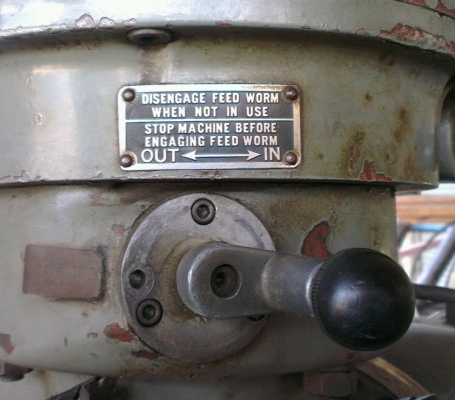 DISENGAGE FEED WORM
WHEN NOT IN USE
STOP MACHINE BEFORE
ENGAGING FEED WORM
OUT IN